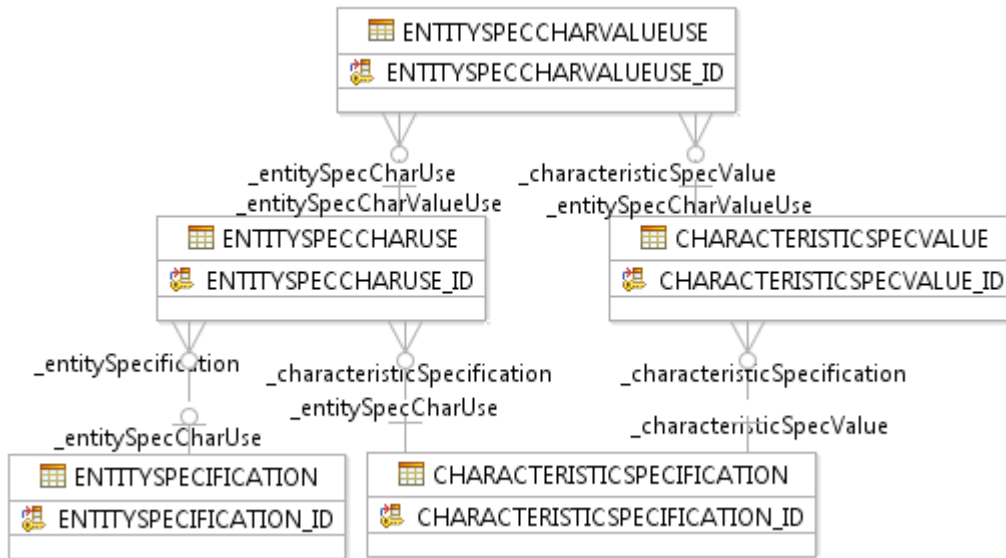 ENTITYSPECCHARVALUEUSE
ENTITYSPECCHARVALUEUSE_ID
_entitySpecCharUse
_characteristicSpecValue
_entitySpecCharValueUse
_entitySpecCharValueUse
ENTITYSPECCHARUSE
CHARACTERISTICSPECVALUE
ENTITYSPECCHARUSE_ID
CHARACTERISTICSPECVALUE_ID
_entitySpecification
_characteristicSpecification
_characteristicSpecification
_entitySpecCharUse
_characteristicSpecValue
_entitySpecCharUse
ENTITYSPECIFICATION
CHARACTERISTICSPECIFICATION
ENTITYSPECIFICATION_ID
CHARACTERISTICSPECIFICATION_ID